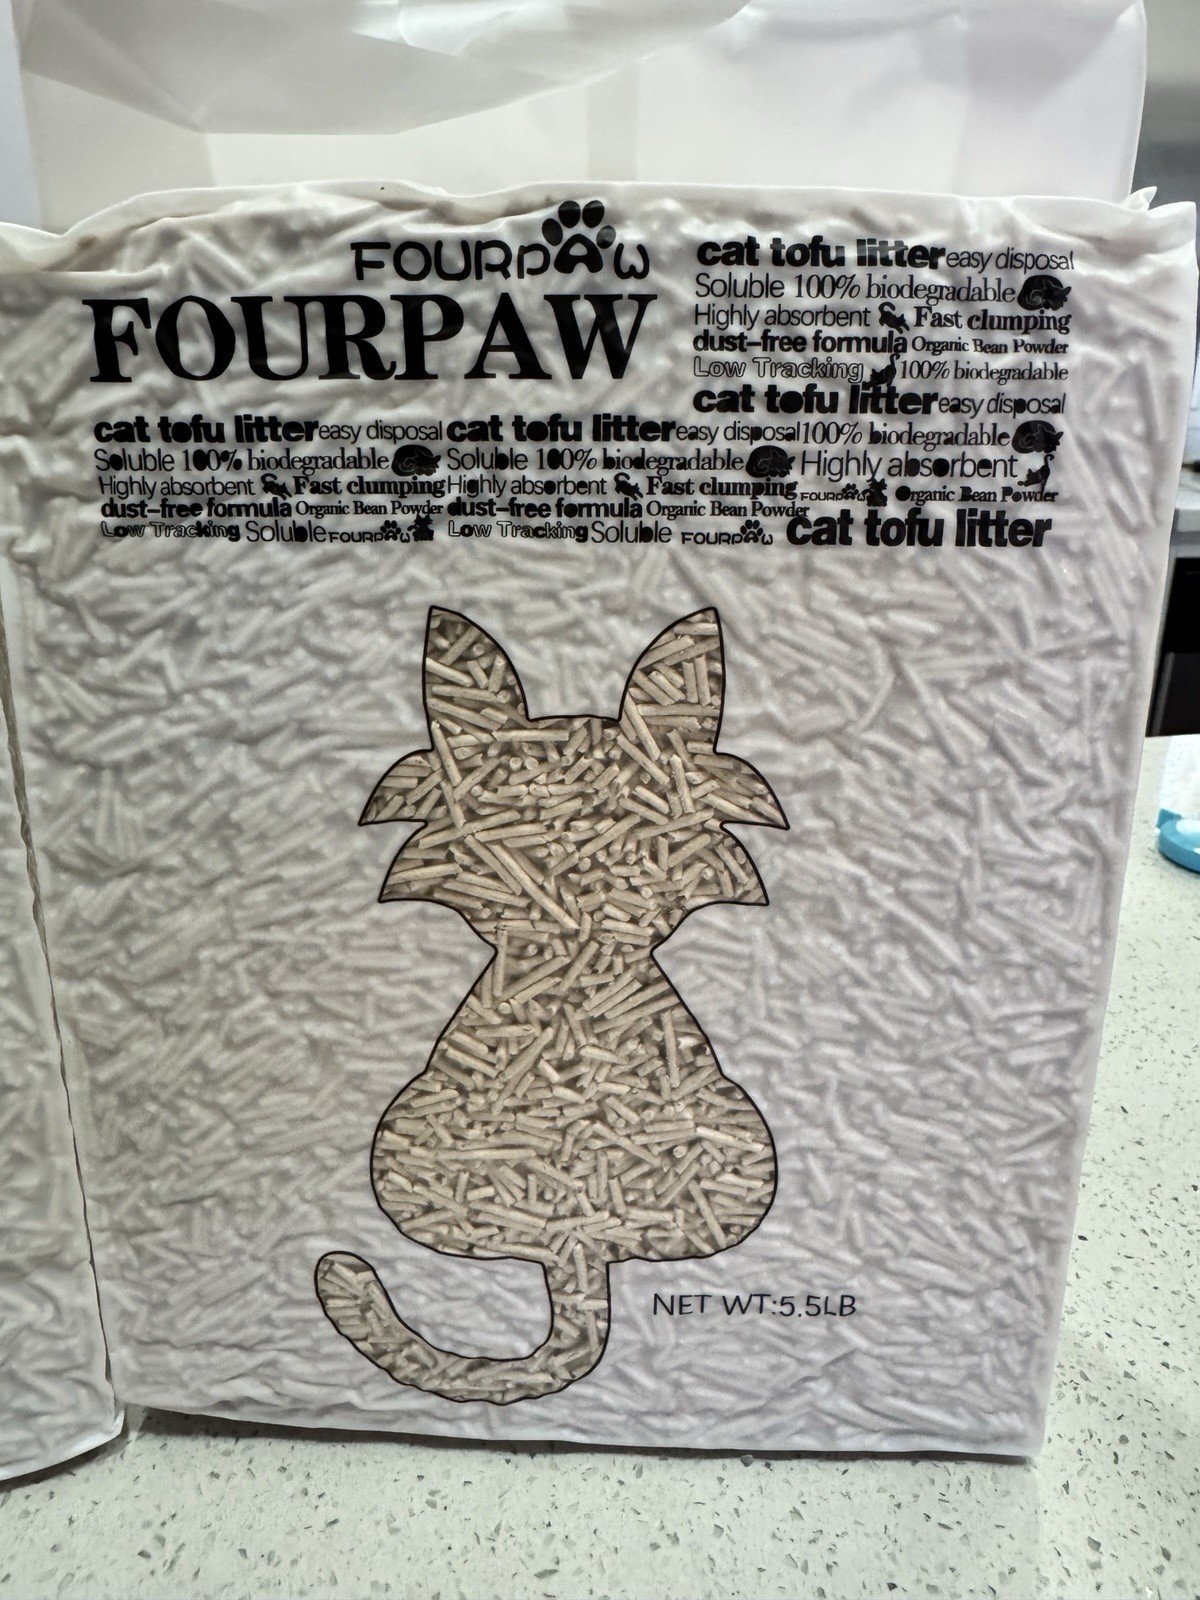 FOURPAW
FOURPAW
cat tofu litter easy disposal
Soluble 100% biodegradable
Highly absorbent Fast clumping
dust-free formula Organic Bean Powder
Low Tracking 100% biodegradable
cat tofu litter easy disposal
cat tofu litter easy disposal cat tofu litter easy disposal 100% biodegradable
Soluble 100% biodegradable Soluble 100% biodegradable Highly absorbent
Highly absorbent Fast clumping Highly absorbent Fast clumping FOURPAW Organic Bean Powder
dust-free formula Organic Bean Powder dust-free formula Organic Bean Powder
Low Tracking Soluble FOURPAW Low Tracking Soluble FOURPAW cat tofu litter
NET WT:5.5LB